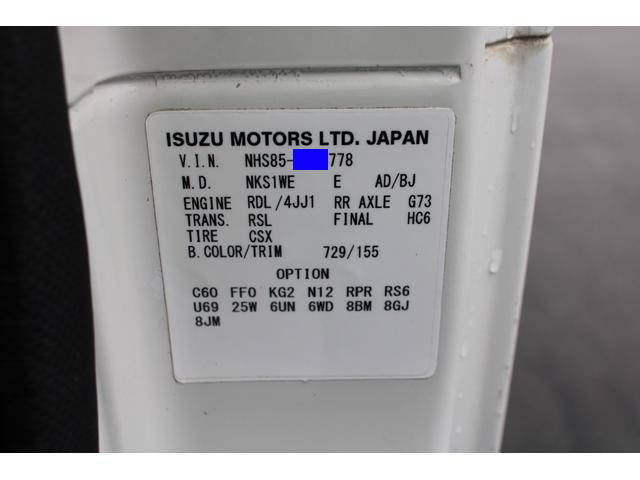 ISUZU MOTORS LTD. JAPAN
V.I.N. NHS85- 778
M.D. NKS1WE E AD/BJ
ENGINE RDL/4JJ1 RR AXLE G73
TRANS. RSL FINAL HC6
TIRE CSX
B.COLOR/TRIM 729/155
OPTION
C60 FF0 KG2 N12 RPR RS6
U69 25W 6UN 6WD 8BM 8GJ
8JM